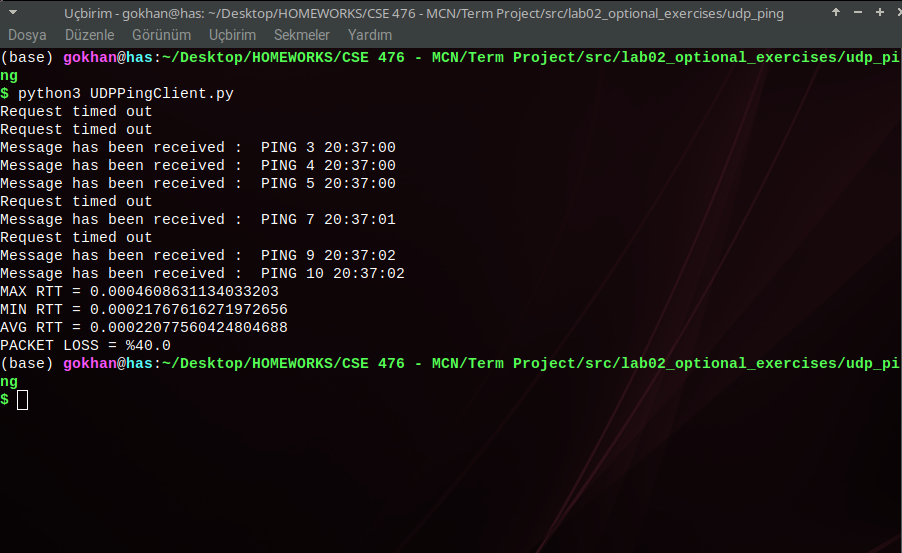 Uçbirim - gokhan@has: ~/Desktop/HOMEWORKS/CSE 476 - MCN/Term Project/src/lab02_optional_exercises/udp_ping
Dosya Düzenle Görünüm Uçbirim Sekmeler Yardım
(base) gokhan@has:~/Desktop/HOMEWORKS/CSE 476 - MCN/Term Project/src/lab02_optional_exercises/udp_pi
ng
$ python3 UDPPingClient.py
Request timed out
Request timed out
Message has been received :  PING 3 20:37:00
Message has been received :  PING 4 20:37:00
Message has been received :  PING 5 20:37:00
Request timed out
Message has been received :  PING 7 20:37:01
Request timed out
Message has been received :  PING 9 20:37:02
Message has been received :  PING 10 20:37:02
MAX RTT = 0.0004608631134033203
MIN RTT = 0.00021767616271972656
AVG RTT = 0.00022077560424804688
PACKET LOSS = %40.0
(base) gokhan@has:~/Desktop/HOMEWORKS/CSE 476 - MCN/Term Project/src/lab02_optional_exercises/udp_pi
ng
$